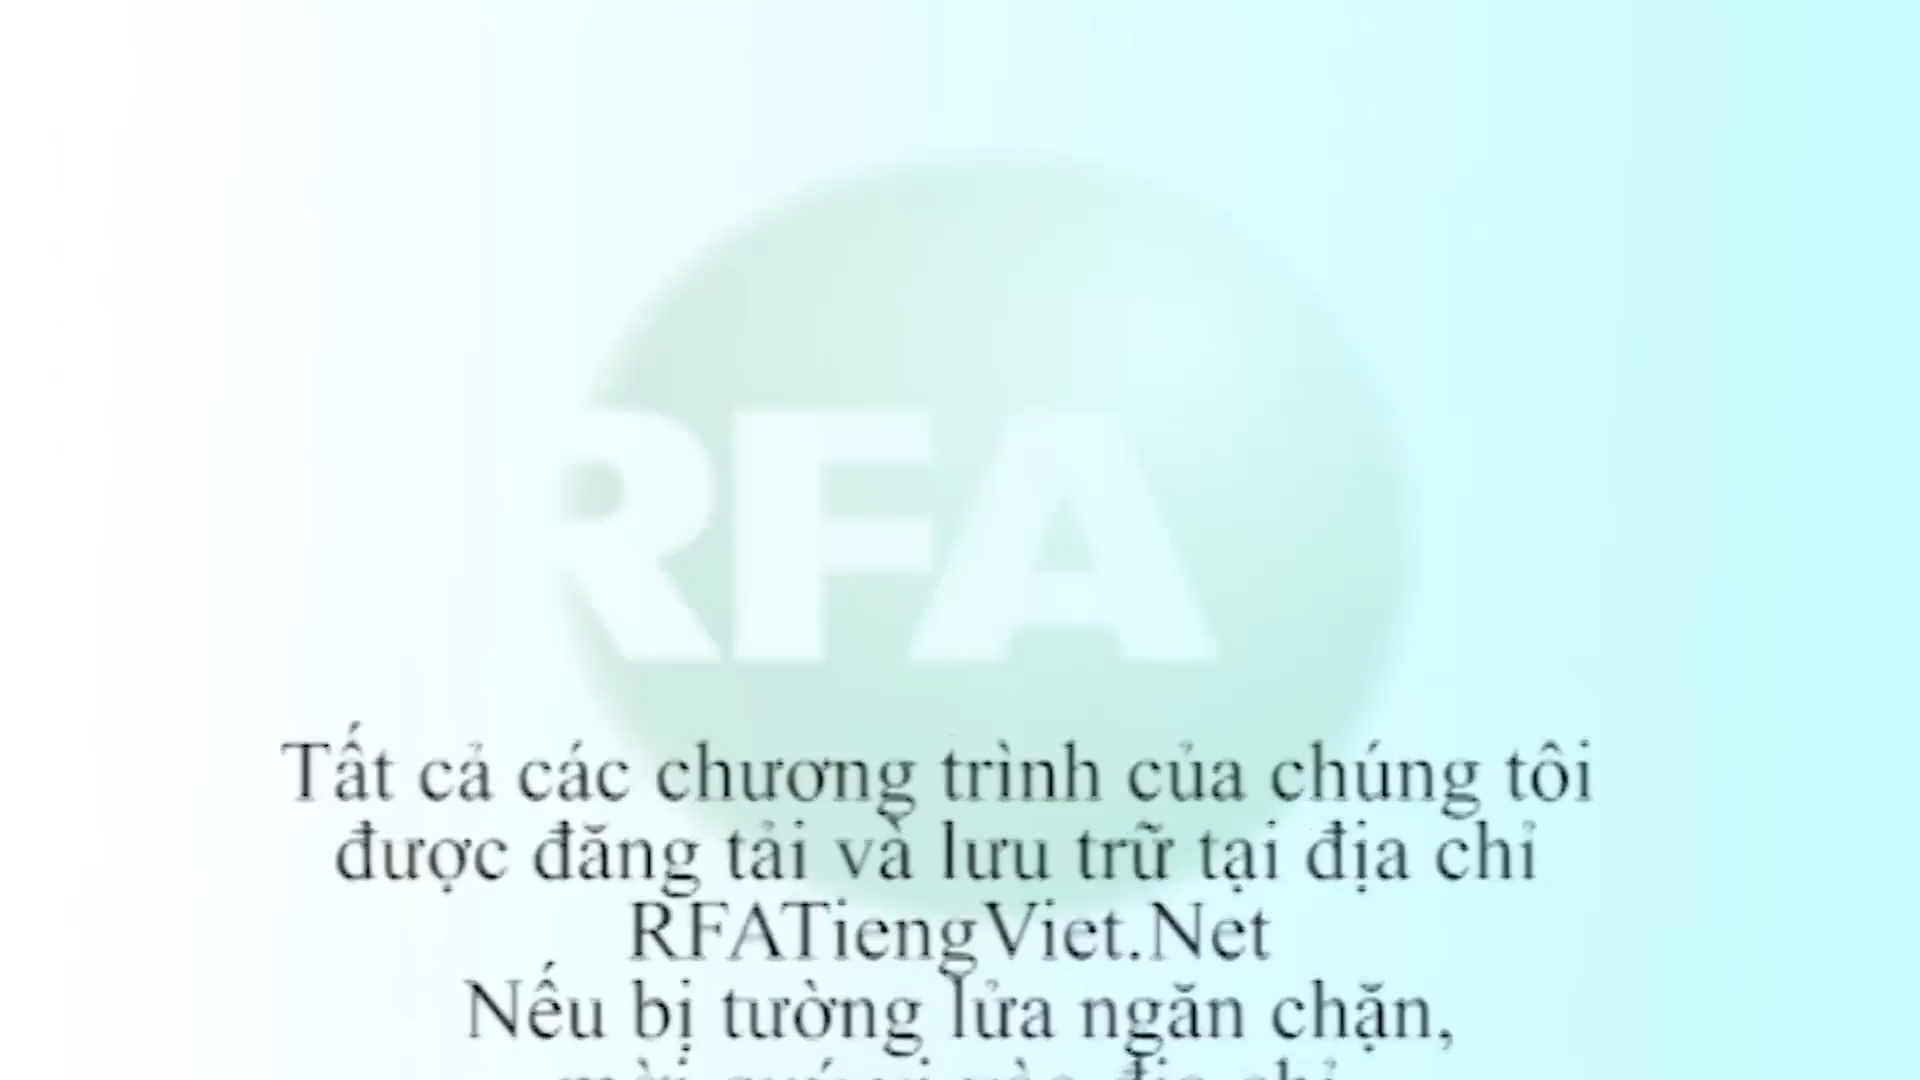 RFA
Tất cả các chương trình của chúng tôi
được đăng tải và lưu trữ tại địa chỉ
RFATiengViet.Net
Nếu bị tường lửa ngăn chặn,